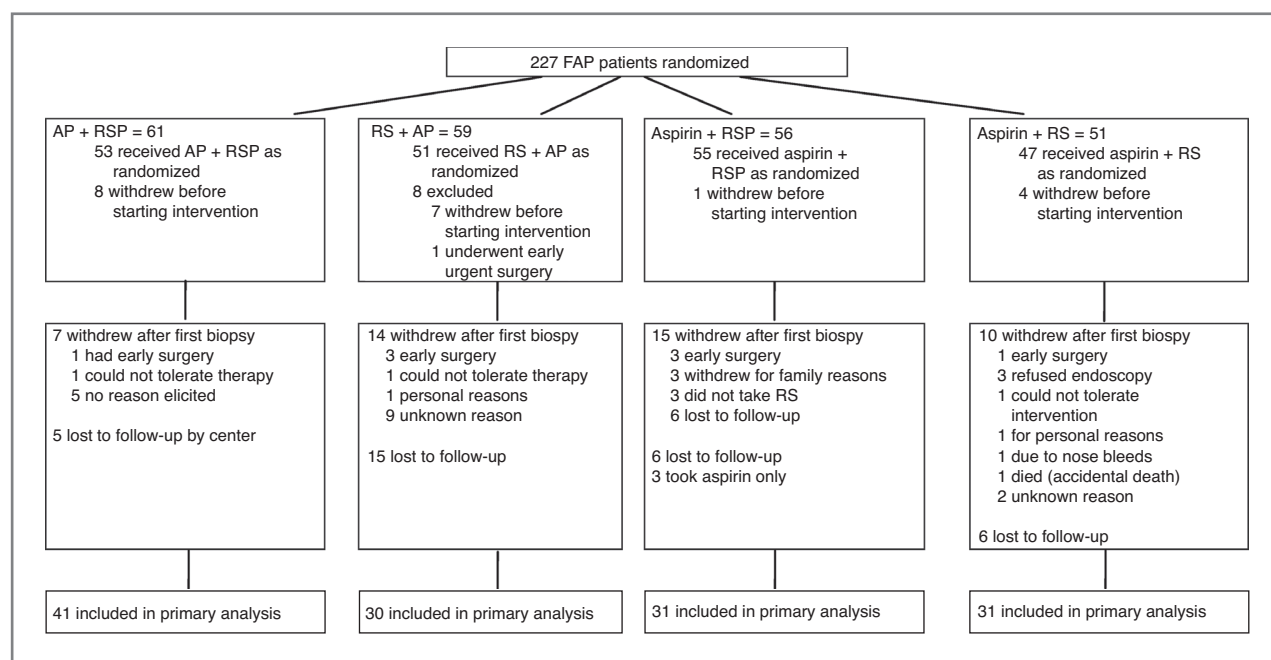 227 FAP patients randomized
AP + RSP = 61
53 received AP + RSP as
randomized
8 withdrew before
starting intervention
RS + AP = 59
51 received RS + AP as
randomized
8 excluded
7 withdrew before
starting intervention
1 underwent early
urgent surgery
Aspirin + RSP = 56
55 received aspirin +
RSP as randomized
1 withdrew before
starting intervention
Aspirin + RS = 51
47 received aspirin + RS
as randomized
4 withdrew before
starting intervention
7 withdrew after first biopsy
1 had early surgery
1 could not tolerate therapy
5 no reason elicited
5 lost to follow-up by center
14 withdrew after first biospy
3 early surgery
1 could not tolerate therapy
1 personal reasons
9 unknown reason
15 lost to follow-up
15 withdrew after first biospy
3 early surgery
3 withdrew for family reasons
3 did not take RS
6 lost to follow-up
6 lost to follow-up
3 took aspirin only
10 withdrew after first biospy
1 early surgery
3 refused endoscopy
1 could not tolerate
intervention
1 for personal reasons
1 due to nose bleeds
1 died (accidental death)
2 unknown reason
6 lost to follow-up
41 included in primary analysis
30 included in primary analysis
31 included in primary analysis
31 included in primary analysis